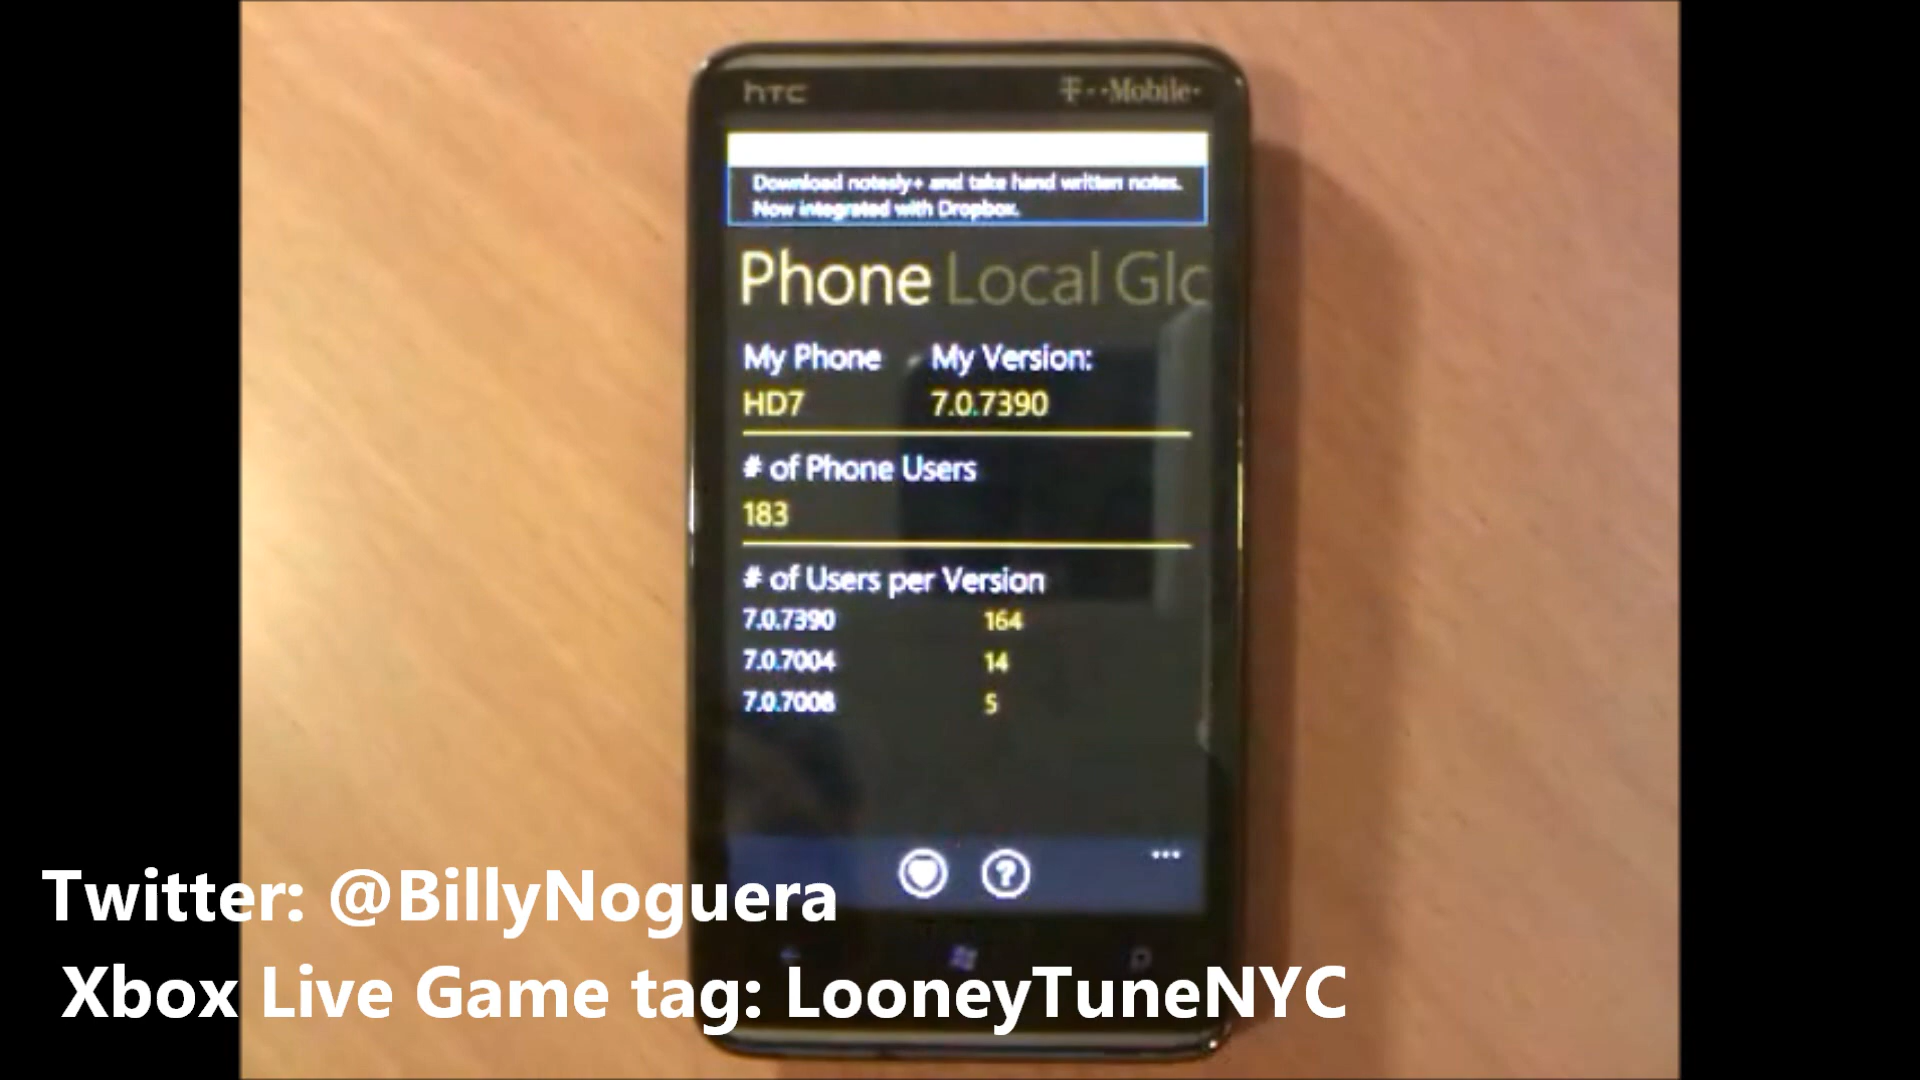 hTC T··Mobile·
Download notesly+ and take hand written notes.
Now integrated with Dropbox.
Phone Local Glo
My Phone My Version:
HD7 7.0.7390
# of Phone Users
183
# of Users per Version
7.0.7390 164
7.0.7004 14
7.0.7008 5
Twitter: @BillyNoguera
Xbox Live Game tag: LooneyTuneNYC